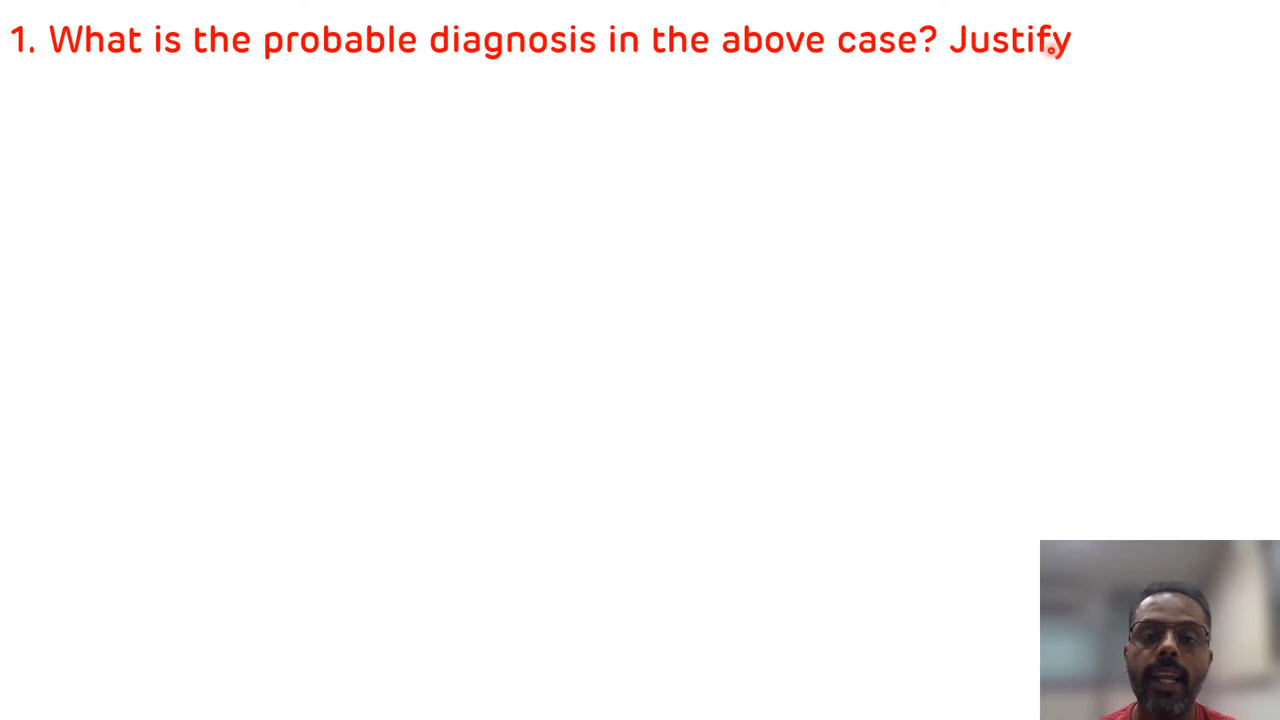 1. What is the probable diagnosis in the above case? Justify